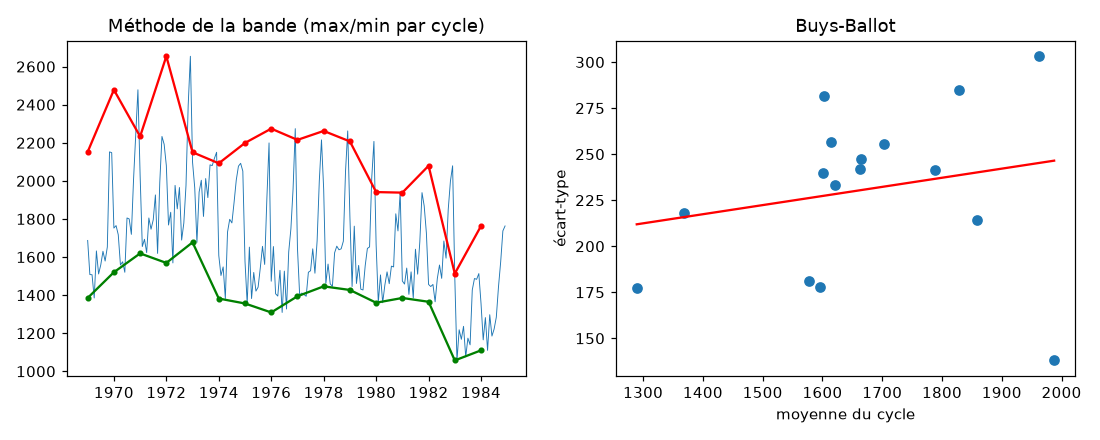 Méthode de la bande (max/min par cycle)
2600
2400
2200
2000
1800
1600
1400
1200
1000
1970 1972 1974 1976 1978 1980 1982 1984
Buys-Ballot
écart-type
300
275
250
225
200
175
150
1300 1400 1500 1600 1700 1800 1900 2000
moyenne du cycle